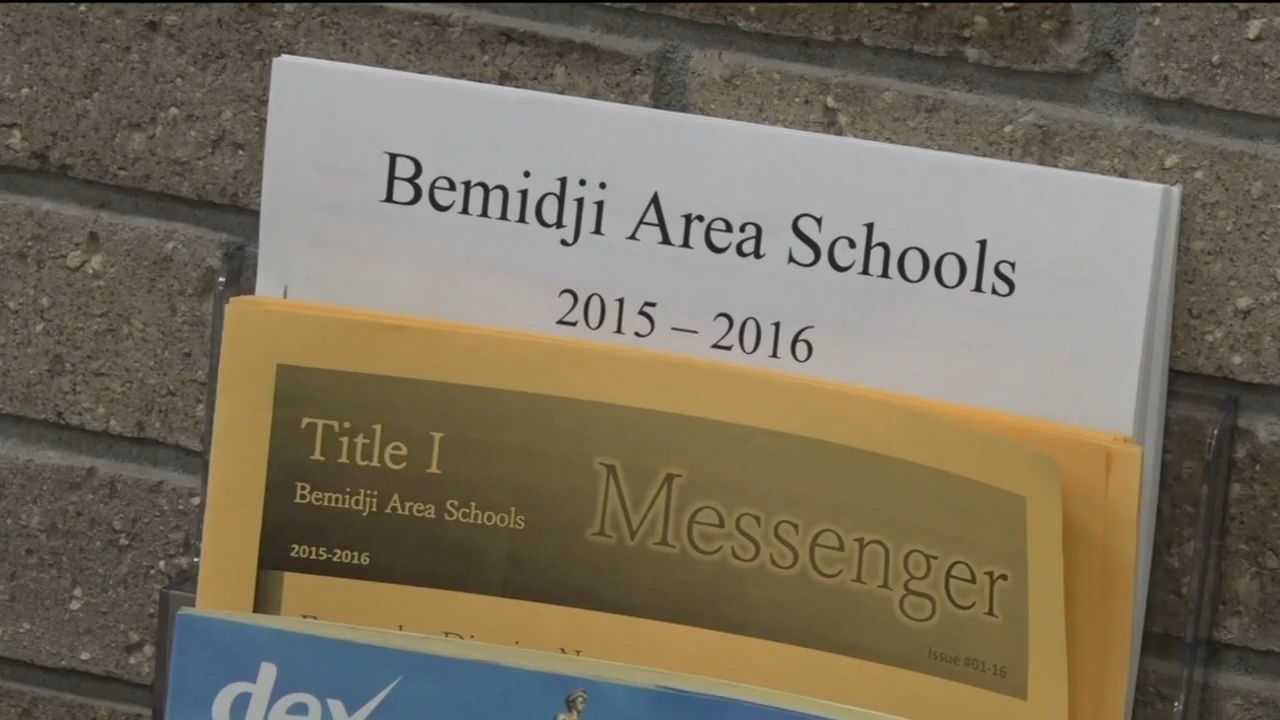 Bemidji Area Schools
2015 – 2016
Title I
Bemidji Area Schools
Messenger
2015-2016
Issue #01-16
dex